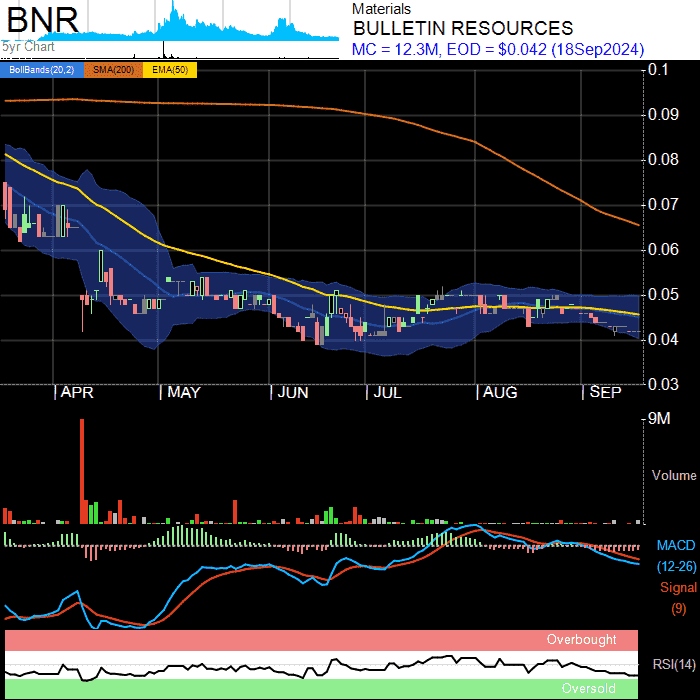 BNR
5yr Chart
Materials
BULLETIN RESOURCES
MC = 12.3M, EOD = $0.042 (18Sep2024)
BollBands(20,2) SMA(200) EMA(50)
0.1
0.09
0.08
0.07
0.06
0.05
0.04
0.03
APR MAY JUN JUL AUG SEP
9M
Volume
MACD
(12-26)
Signal
(9)
Overbought
RSI(14)
Oversold